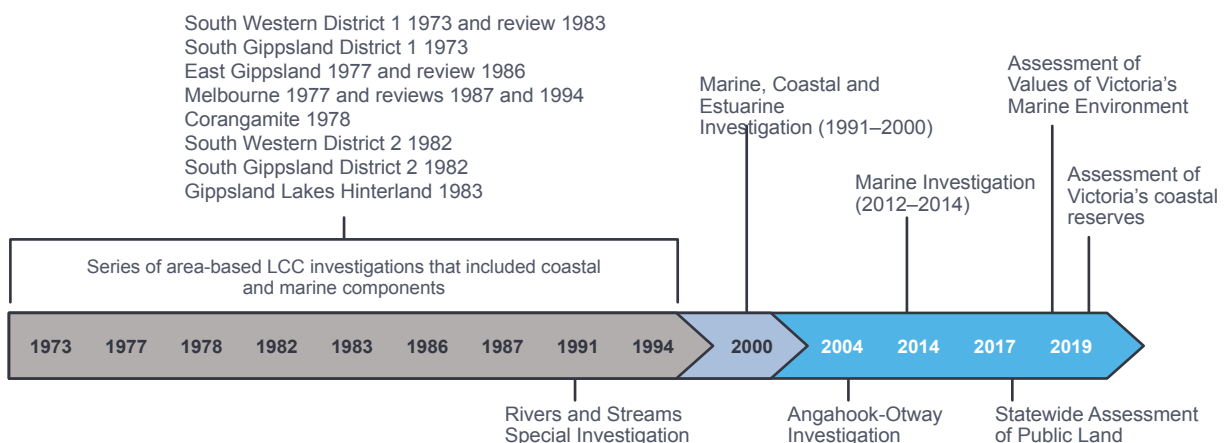 South Western District 1 1973 and review 1983
South Gippsland District 1 1973
East Gippsland 1977 and review 1986
Melbourne 1977 and reviews 1987 and 1994
Corangamite 1978
South Western District 2 1982
South Gippsland District 2 1982
Gippsland Lakes Hinterland 1983
Marine, Coastal and
Estuarine
Investigation (1991–2000)
Assessment of
Values of Victoria’s
Marine Environment
Marine Investigation
(2012–2014)
Assessment of
Victoria’s coastal
reserves
Series of area-based LCC investigations that included coastal
and marine components
1973 1977 1978 1982 1983 1986 1987 1991 1994 2000 2004 2014 2017 2019
Rivers and Streams
Special Investigation
Angahook-Otway
Investigation
Statewide Assessment
of Public Land